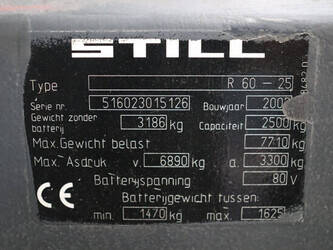 STILL
Type R 60 - 25
Serie nr. 516023015126 Bouwjaar 200
Gewicht zonder batterij 3186 kg Capaciteit 2500 kg
Max. Gewicht belast 7710 kg
Max. Asdruk v. 6890 kg a. 3300 kg
Batterijspanning 80 V
Batterijgewicht tussen:
CE min. 1470 kg max. 1625